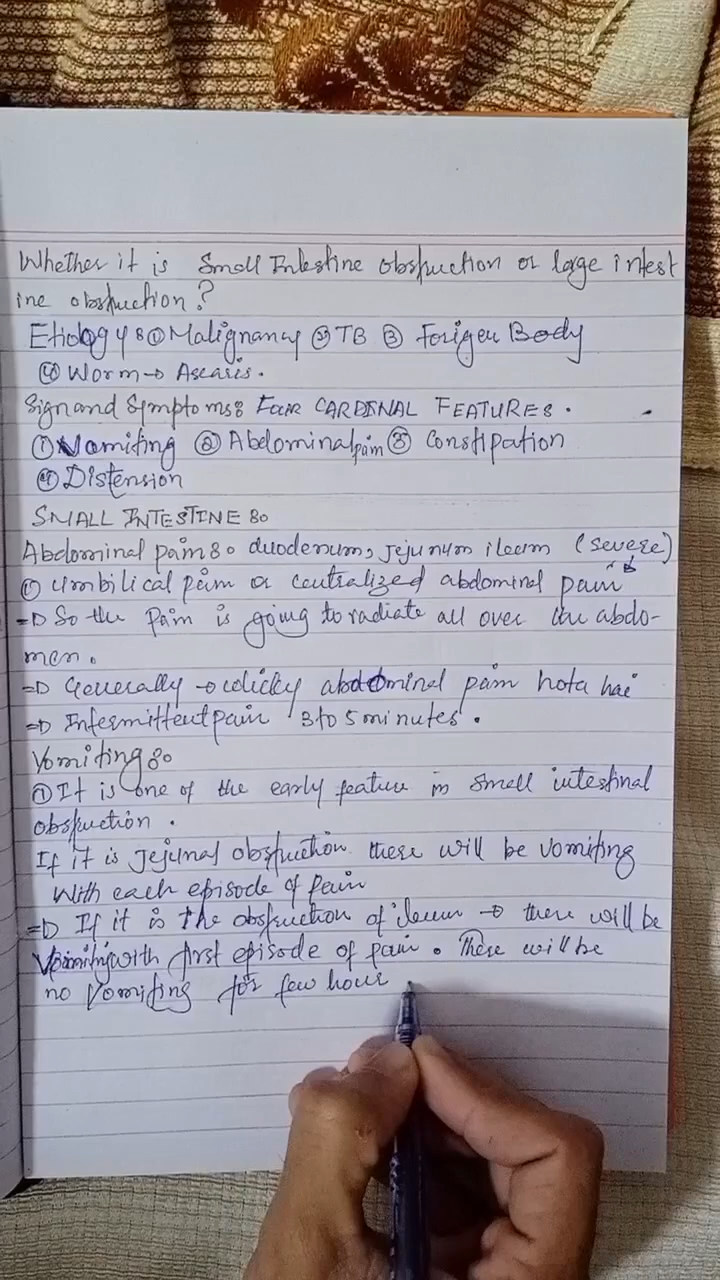 Whether it is Small Intestine obstruction or large intest
ine obstruction?
Etiology: ① Malignancy ② TB ③ Forigen Body
④ Worm → Ascaris.
Sign and Symptoms: FOUR CARDINAL FEATURES.
① Vomiting ② Abdominal pain ③ Constipation
④ Distension
SMALL INTESTINE:
Abdominal pain: duodenum, jejunum ileum (severe)
① Umbilical pain or centralized abdominal pain
⇒ So the pain is going to radiate all over the abdo-
men.
⇒ Generally → colicky abdominal pain hota hai
⇒ Intermittent pain 3 to 5 minutes.
Vomiting:
① It is one of the early feature in small intestinal
obstruction.
If it is Jejunal obstruction there will be vomiting
With each episode of pain
⇒ If it is the obstruction of ileum → there will be
Vomiting with first episode of pain. There will be
no Vomiting for few hour